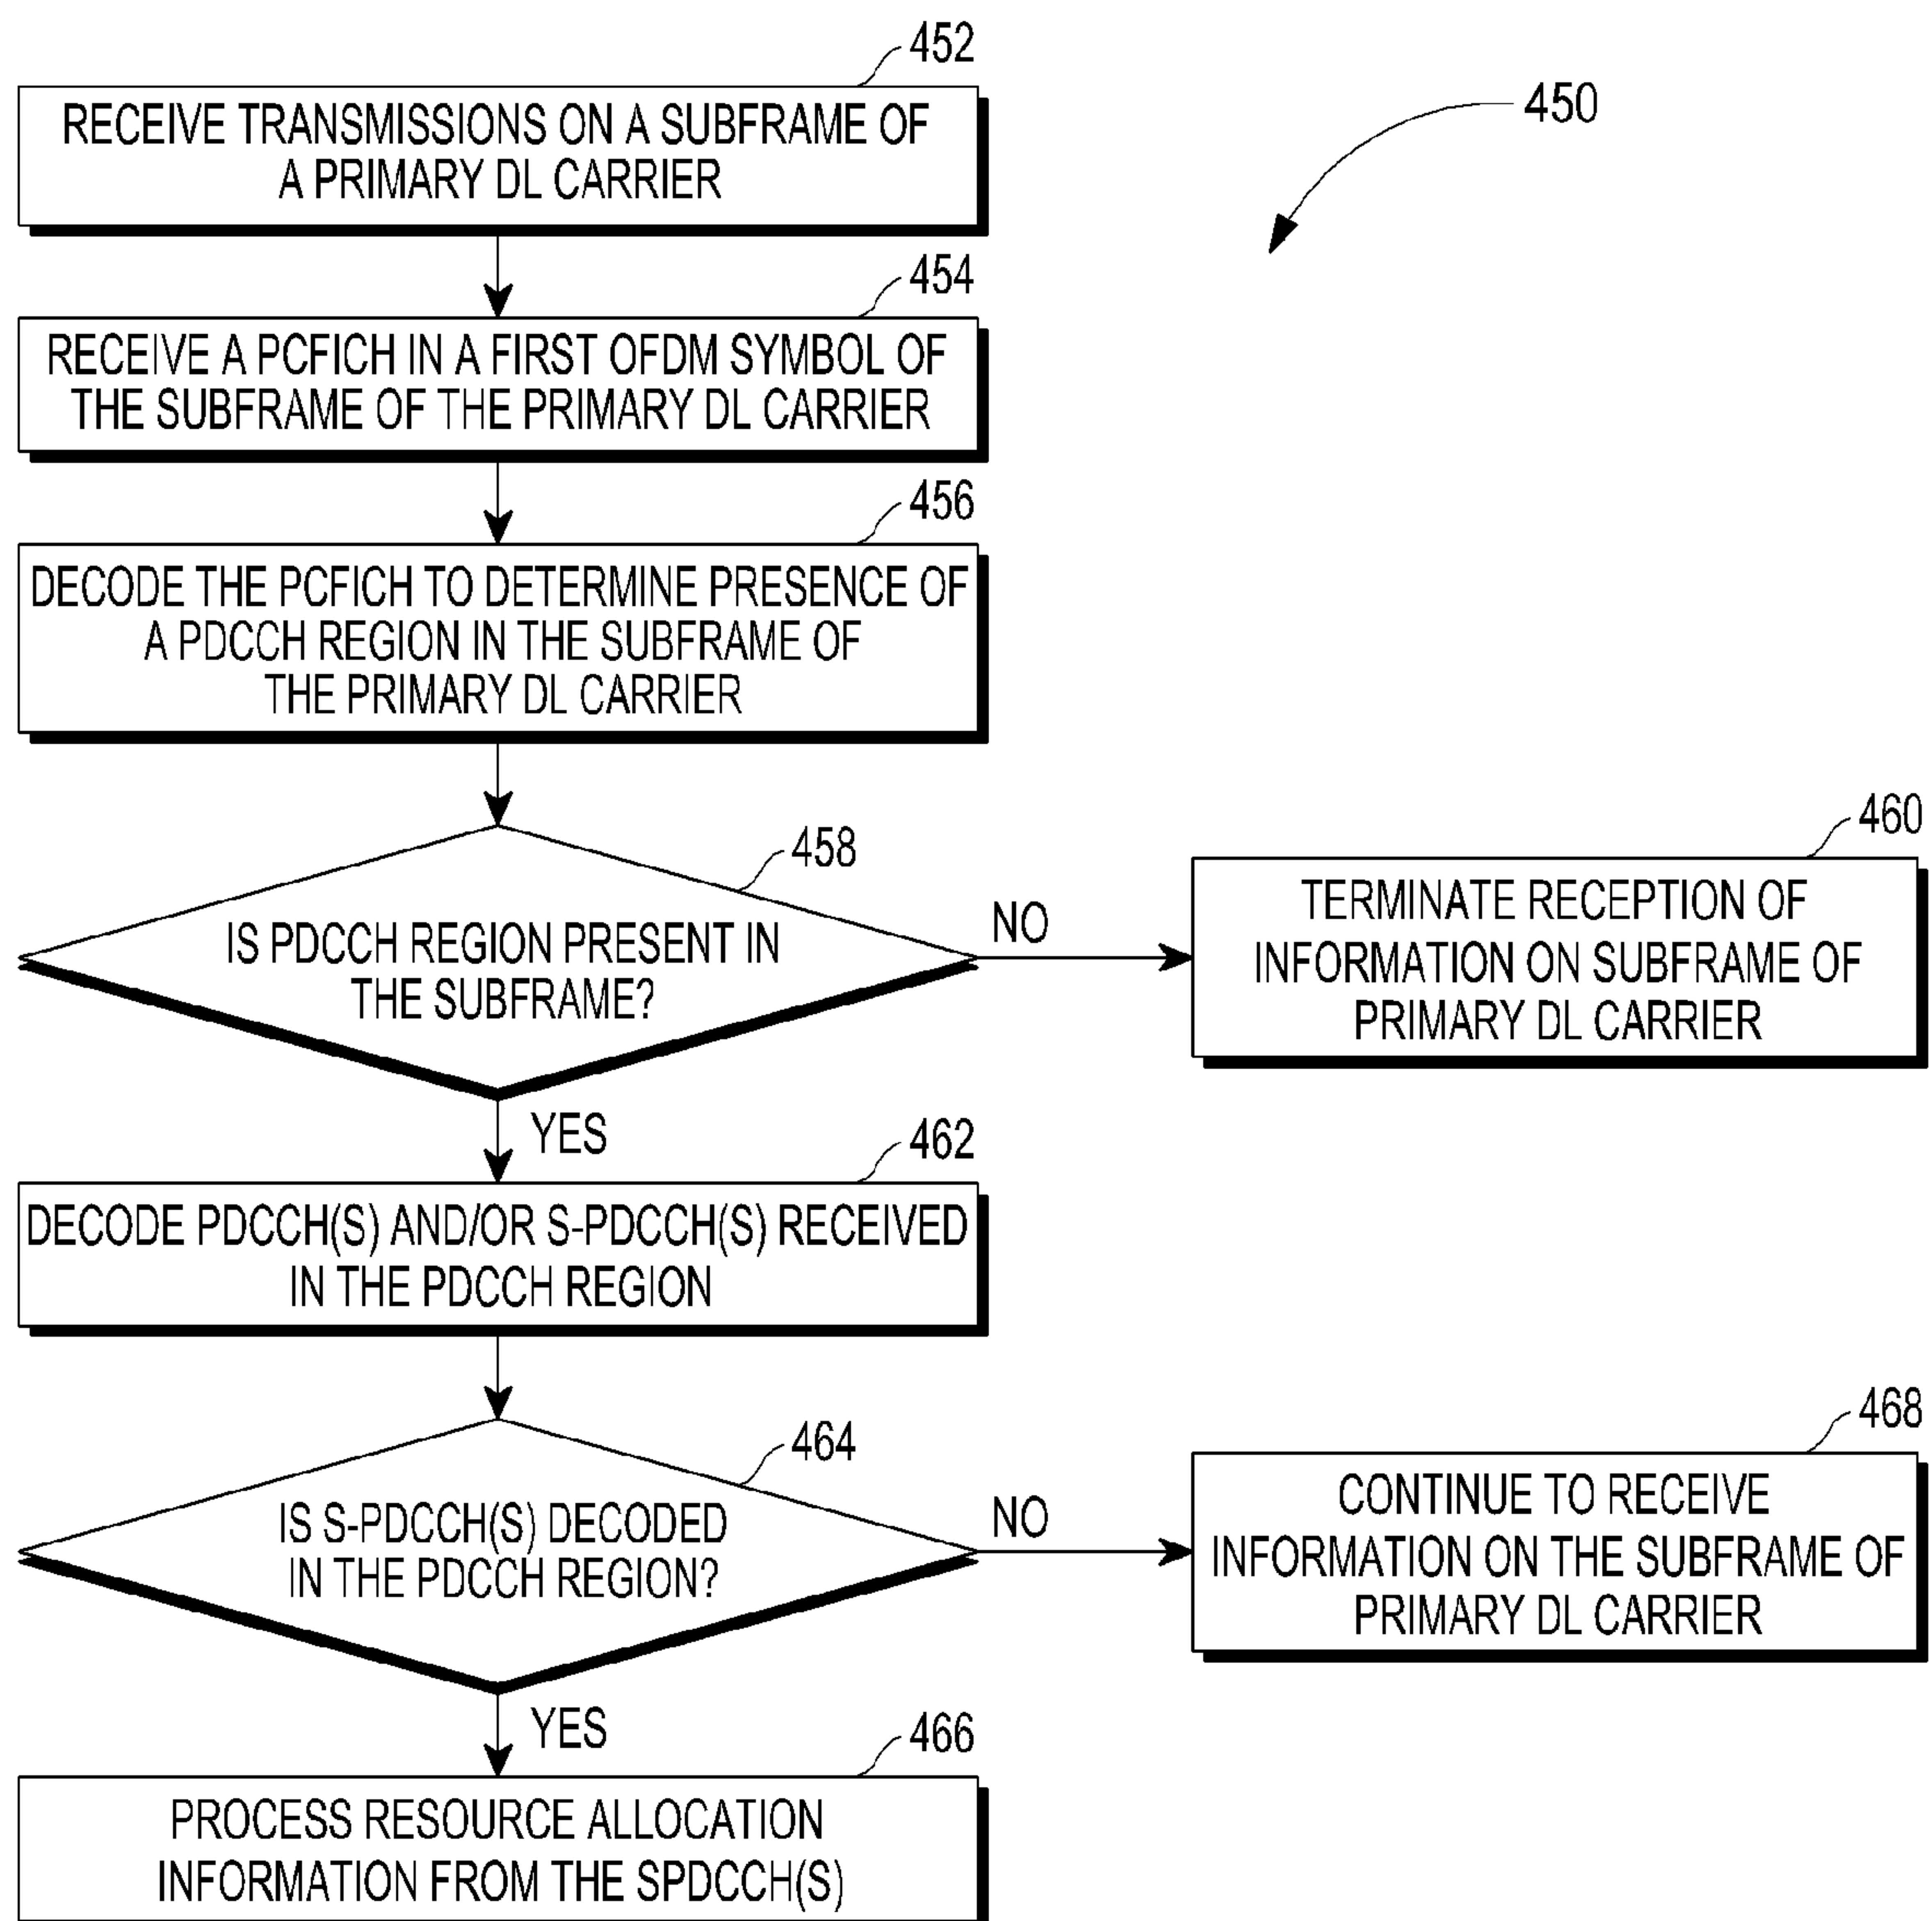 452
RECEIVE TRANSMISSIONS ON A SUBFRAME OF
A PRIMARY DL CARRIER
450
454
RECEIVE A PCFICH IN A FIRST OFDM SYMBOL OF
THE SUBFRAME OF THE PRIMARY DL CARRIER
456
DECODE THE PCFICH TO DETERMINE PRESENCE OF
A PDCCH REGION IN THE SUBFRAME OF
THE PRIMARY DL CARRIER
458
IS PDCCH REGION PRESENT IN
THE SUBFRAME?
NO
460
TERMINATE RECEPTION OF
INFORMATION ON SUBFRAME OF
PRIMARY DL CARRIER
YES
462
DECODE PDCCH(S) AND/OR S-PDCCH(S) RECEIVED
IN THE PDCCH REGION
464
IS S-PDCCH(S) DECODED
IN THE PDCCH REGION?
NO
468
CONTINUE TO RECEIVE
INFORMATION ON THE SUBFRAME OF
PRIMARY DL CARRIER
YES
466
PROCESS RESOURCE ALLOCATION
INFORMATION FROM THE SPDCCH(S)